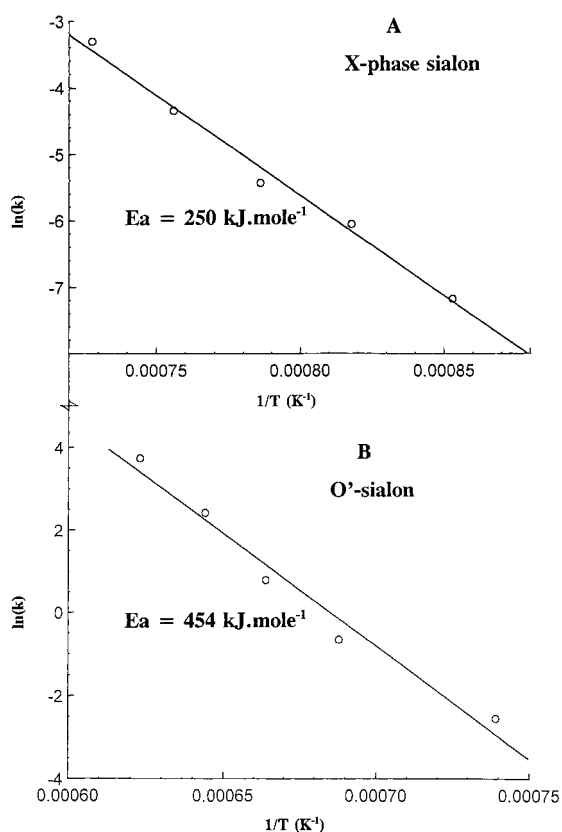 A
X-phase sialon
-3
-4
-5
-6
-7
ln(k)
Ea = 250 kJ.mole⁻¹
0.00075
0.00080
0.00085
1/T (K⁻¹)
B
O'-sialon
4
2
0
-2
-4
ln(k)
Ea = 454 kJ.mole⁻¹
0.00060
0.00065
0.00070
0.00075
1/T (K⁻¹)